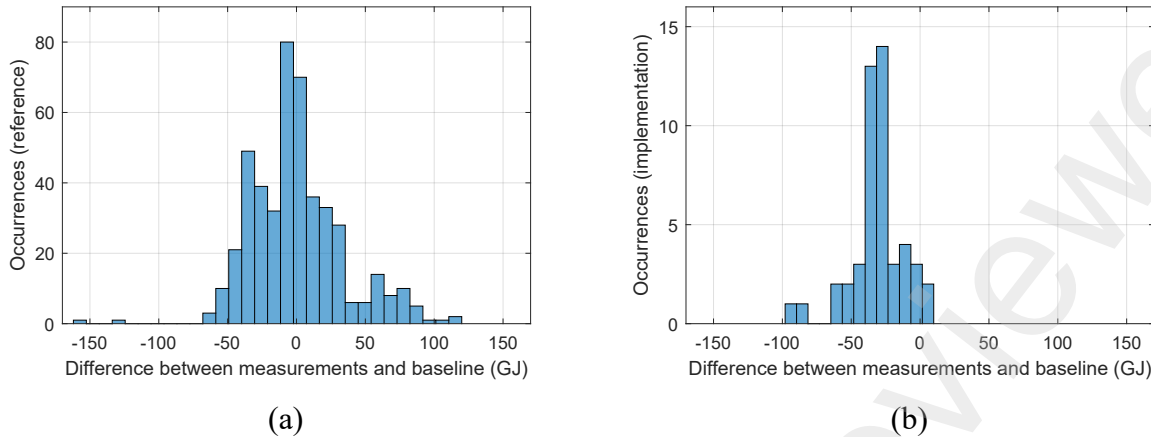 80
60
40
20
0
Occurrences (reference)
-150 -100 -50 0 50 100 150
Difference between measurements and baseline (GJ)
(a)
15
10
5
0
Occurrences (implementation)
-150 -100 -50 0 50 100 150
Difference between measurements and baseline (GJ)
(b)